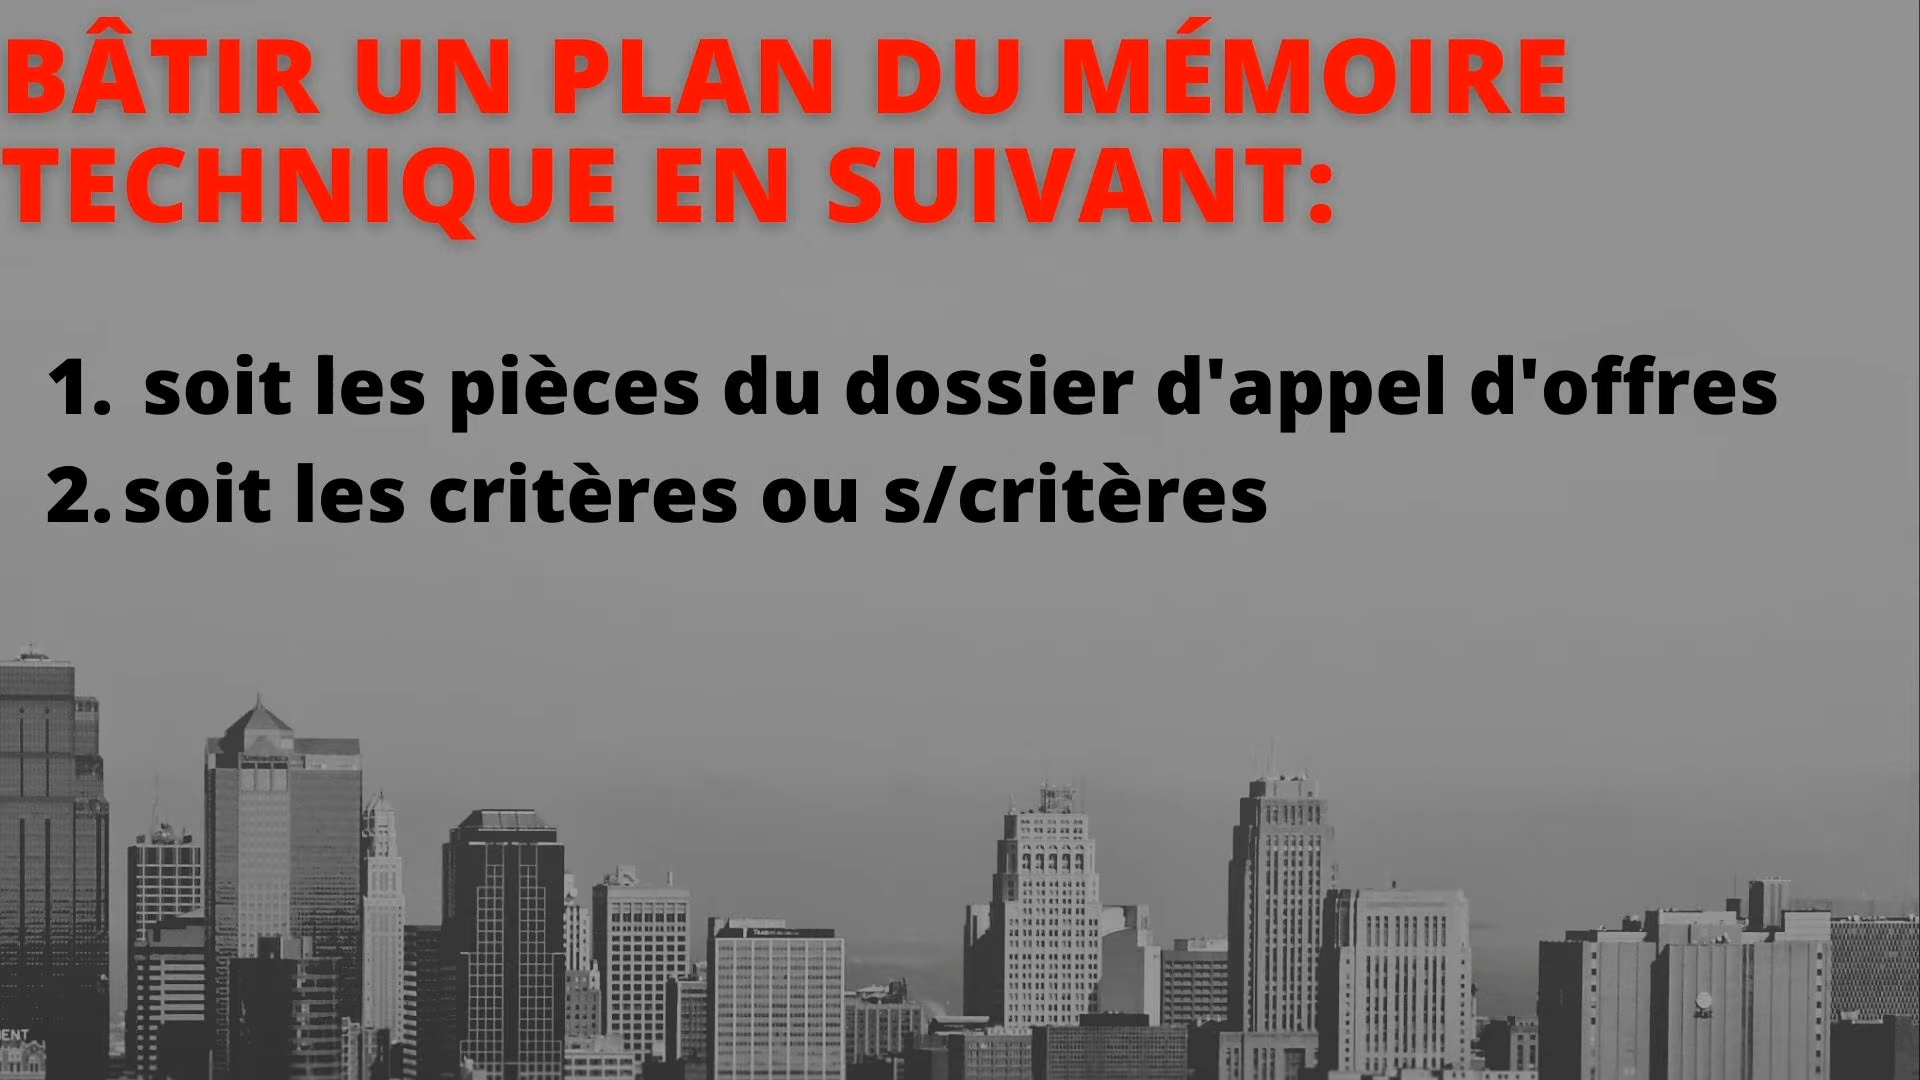 BÂTIR UN PLAN DU MÉMOIRE
TECHNIQUE EN SUIVANT:
1. soit les pièces du dossier d'appel d'offres
2. soit les critères ou s/critères